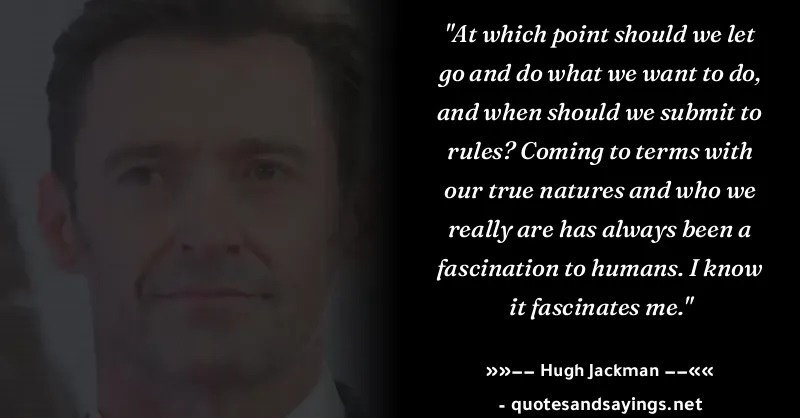 "At which point should we let
go and do what we want to do,
and when should we submit to
rules? Coming to terms with
our true natures and who we
really are has always been a
fascination to humans. I know
it fascinates me."
»»−− Hugh Jackman −−««
- quotesandsayings.net